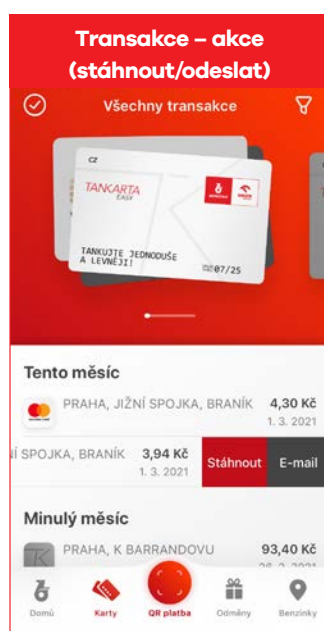 Transakce – akce
(stáhnout/odeslat)
Všechny transakce
CZ
TANKARTA
EASY
TANKUJTE JEDNODUŠE
A LEVNĚJI!
07/25
Tento měsíc
PRAHA, JIŽNÍ SPOJKA, BRANÍK 4,30 Kč
1. 3. 2021
Í SPOJKA, BRANÍK 3,94 Kč Stáhnout E-mail
1. 3. 2021
Minulý měsíc
PRAHA, K BARRANDOVU 93,40 Kč
Domů Karty QR platba Odměny Benzinky